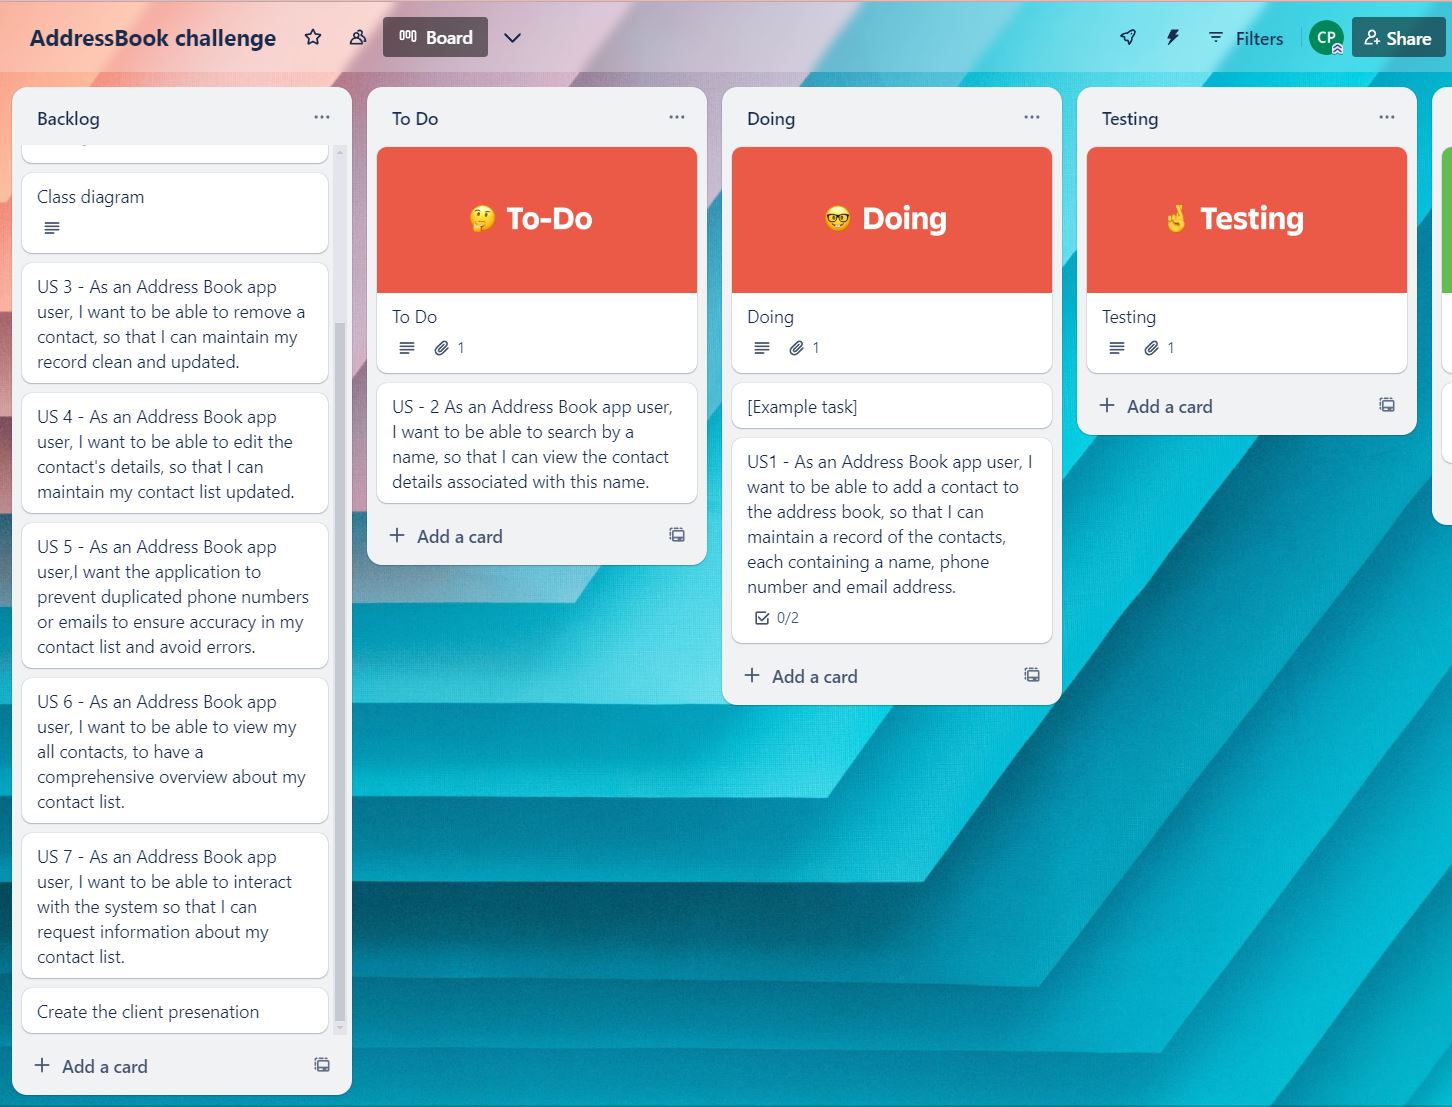 AddressBook challenge
Board
Filters
CP
Share
Backlog
Class diagram
US 3 - As an Address Book app
user, I want to be able to remove a
contact, so that I can maintain my
record clean and updated.
US 4 - As an Address Book app
user, I want to be able to edit the
contact's details, so that I can
maintain my contact list updated.
US 5 - As an Address Book app
user,I want the application to
prevent duplicated phone numbers
or emails to ensure accuracy in my
contact list and avoid errors.
US 6 - As an Address Book app
user, I want to be able to view my
all contacts, to have a
comprehensive overview about my
contact list.
US 7 - As an Address Book app
user, I want to be able to interact
with the system so that I can
request information about my
contact list.
Create the client presenation
+ Add a card
To Do
🤔 To-Do
To Do
1
US - 2 As an Address Book app user,
I want to be able to search by a
name, so that I can view the contact
details associated with this name.
+ Add a card
Doing
🤓 Doing
Doing
1
[Example task]
US1 - As an Address Book app user, I
want to be able to add a contact to
the address book, so that I can
maintain a record of the contacts,
each containing a name, phone
number and email address.
0/2
+ Add a card
Testing
🤞 Testing
Testing
1
+ Add a card